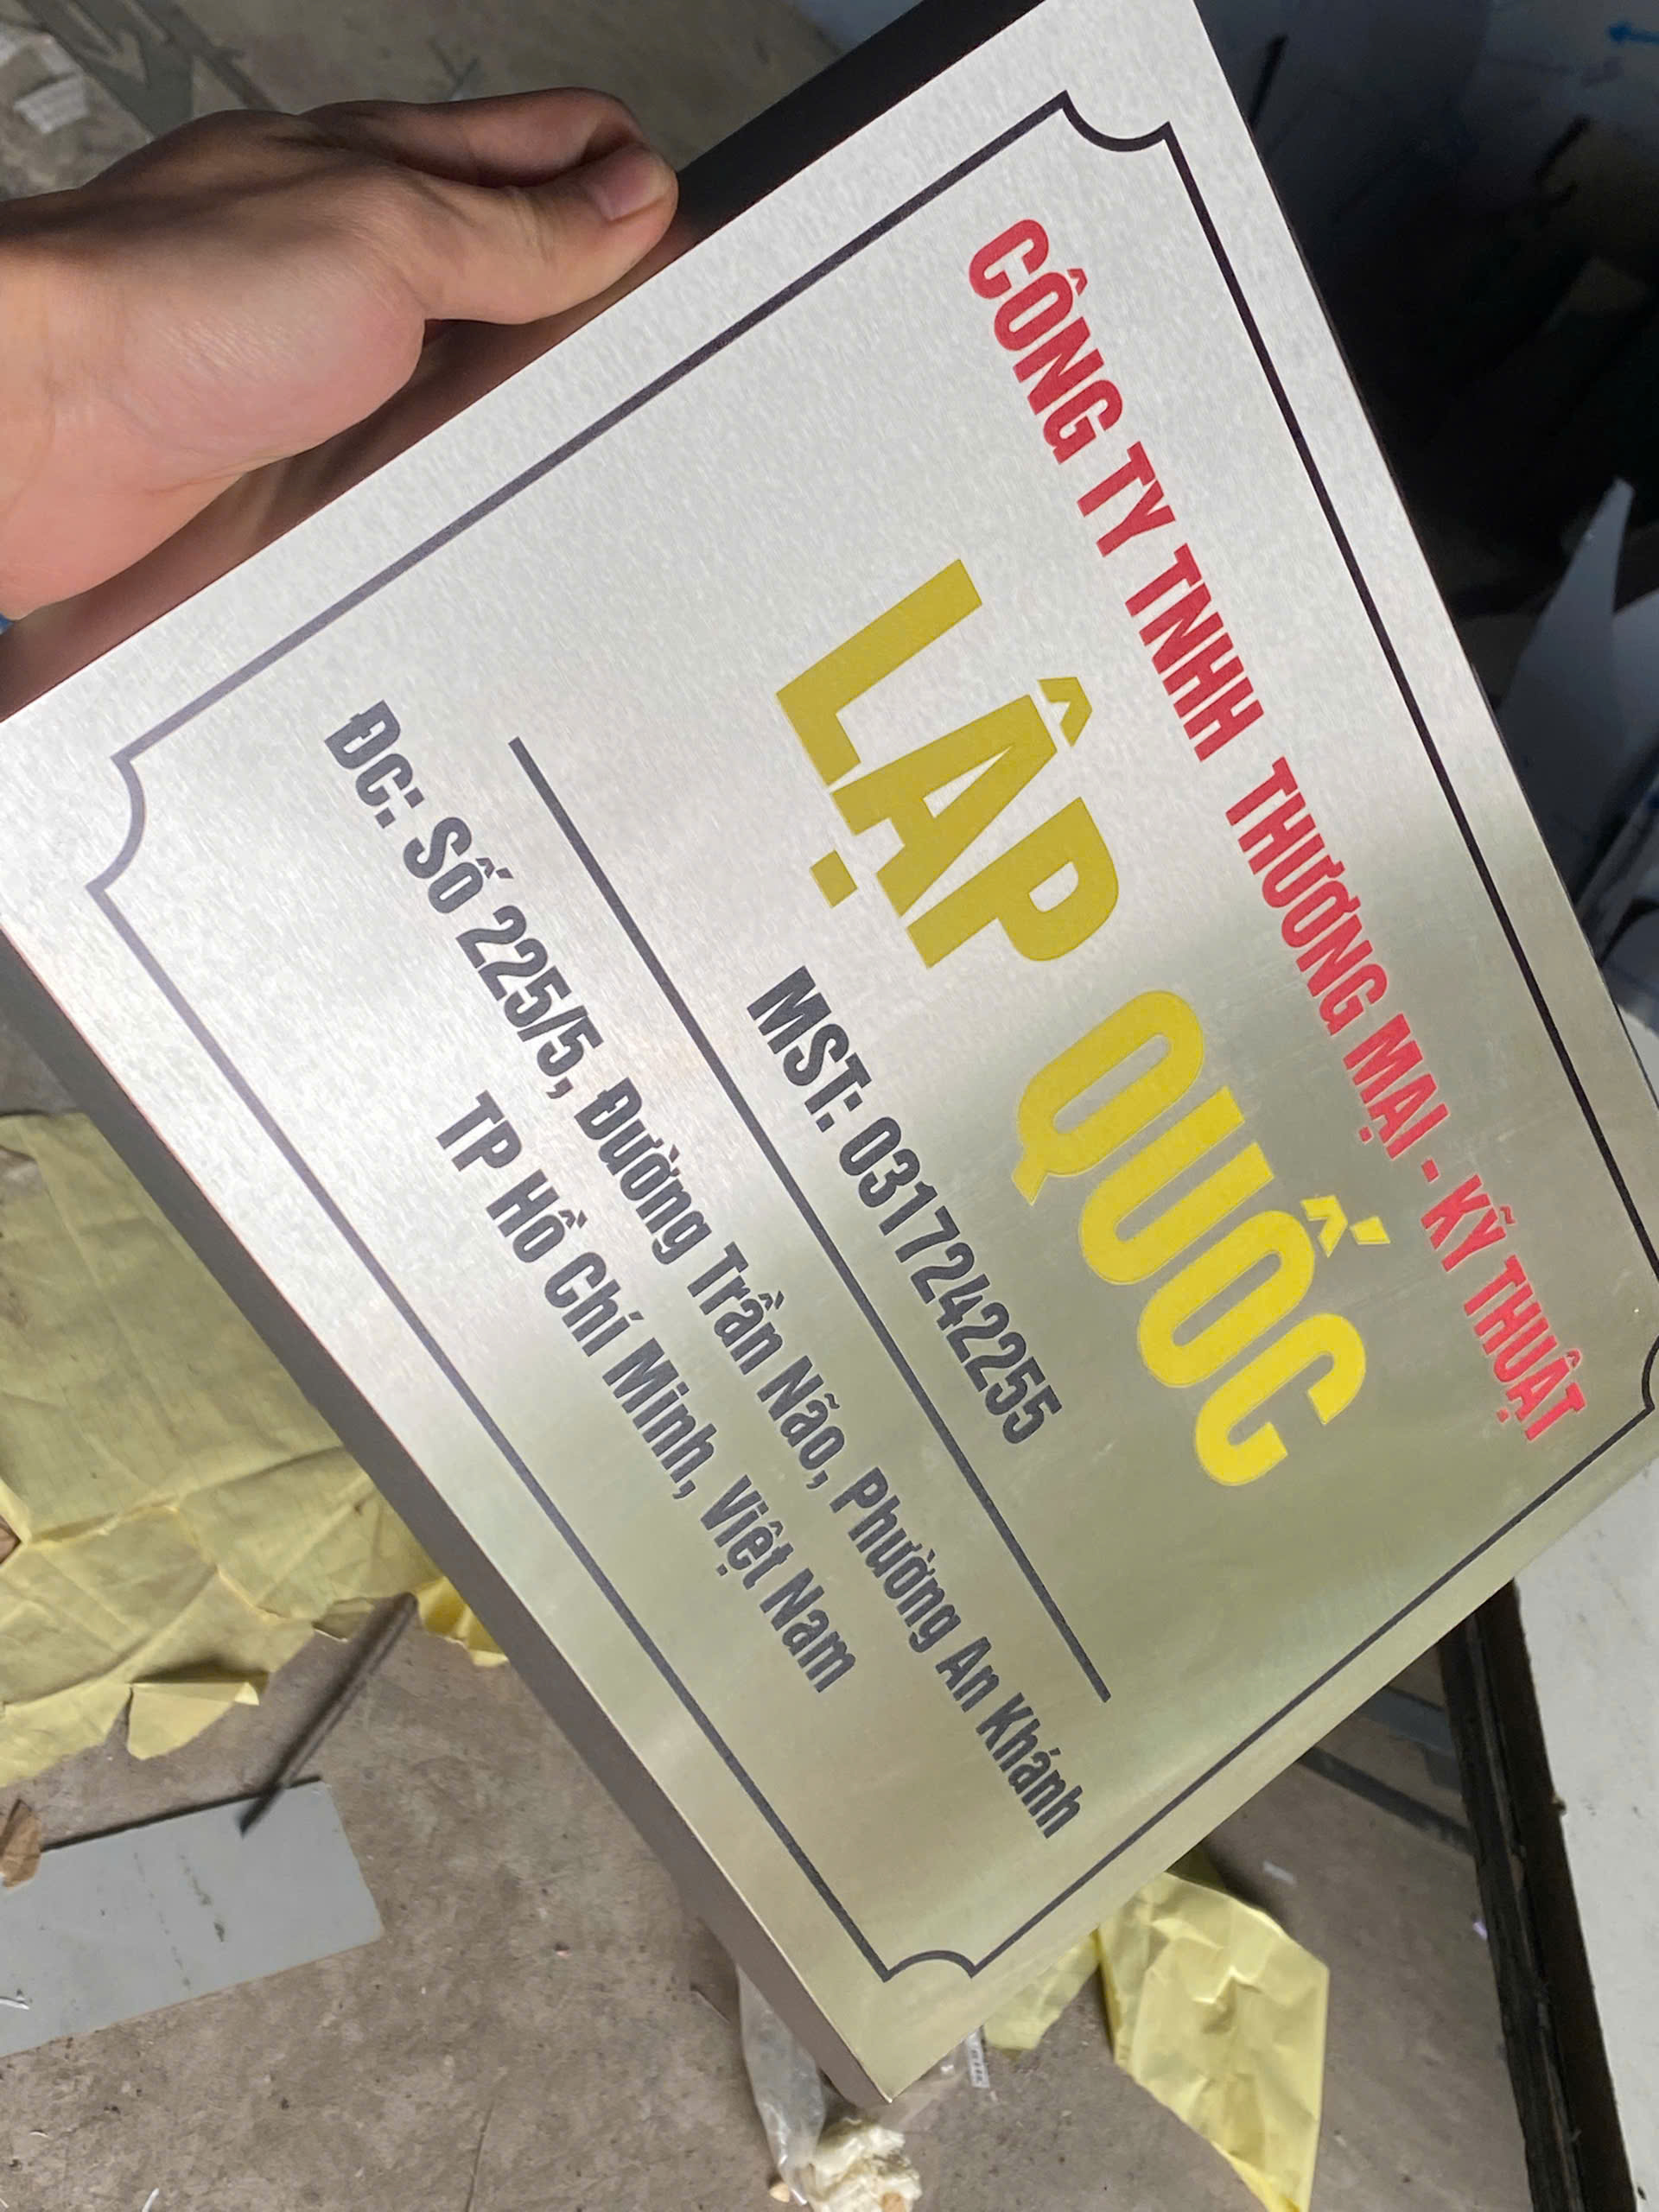 CÔNG TY TNHH THƯƠNG MẠI - KỸ THUẬT
LẬP QUỐC
MST: 0317242255
ĐC: Số 225/5, Đường Trần Não, Phường An Khánh
TP Hồ Chí Minh, Việt Nam